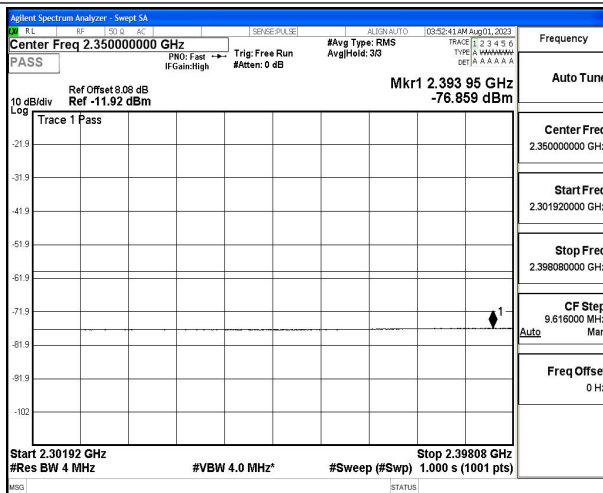 Agilent Spectrum Analyzer - Swept SA
LXI RL RF 50 Ω AC SENSE:PULSE ALIGN AUTO 03:52:41 AM Aug 01, 2023
Center Freq 2.350000000 GHz
PASS
PNO: Fast
IFGain:High
Trig: Free Run
#Atten: 0 dB
#Avg Type: RMS
Avg|Hold: 3/3
TRACE 1 2 3 4 5 6
TYPE A WWWWW
DET A A A A A A
Mkr1 2.393 95 GHz
-76.859 dBm
Ref Offset 8.08 dB
Ref -11.92 dBm
10 dB/div
Log
Trace 1 Pass
-21.9
-31.9
-41.9
-51.9
-61.9
-71.9
-81.9
-91.9
-102
1
Start 2.30192 GHz
Stop 2.39808 GHz
#Res BW 4 MHz
#VBW 4.0 MHz*
#Sweep (#Swp) 1.000 s (1001 pts)
MSG
STATUS
Frequency
Auto Tune
Center Freq
2.350000000 GHz
Start Freq
2.301920000 GHz
Stop Freq
2.398080000 GHz
CF Step
9.616000 MHz
Auto Man
Freq Offset
0 Hz